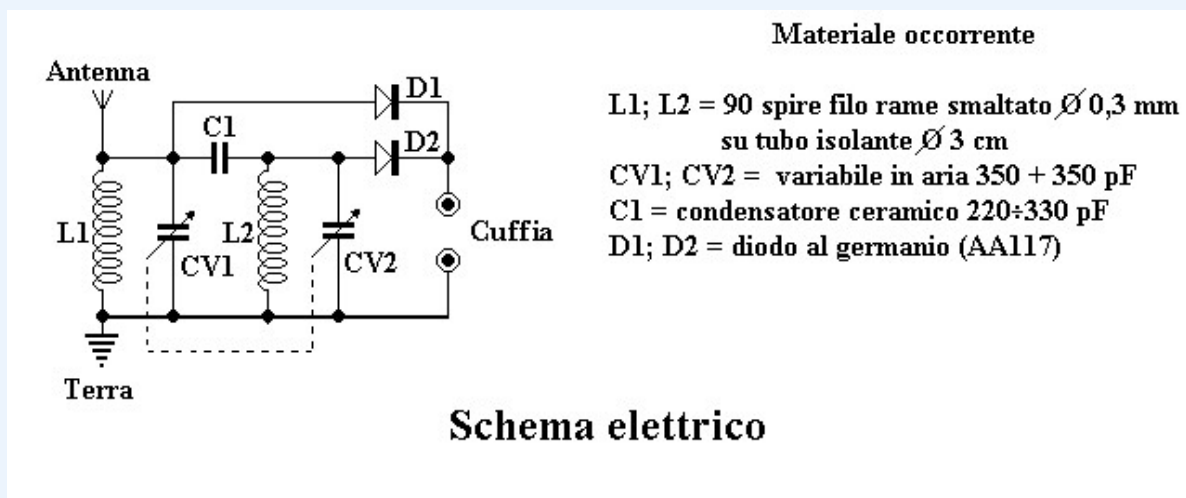 Materiale occorrente
Antenna
D1
C1
D2
L1
CV1
L2
CV2
Cuffia
Terra
L1; L2 = 90 spire filo rame smaltato Ø 0,3 mm
su tubo isolante Ø 3 cm
CV1; CV2 = variabile in aria 350 + 350 pF
C1 = condensatore ceramico 220÷330 pF
D1; D2 = diodo al germanio (AA117)
Schema elettrico